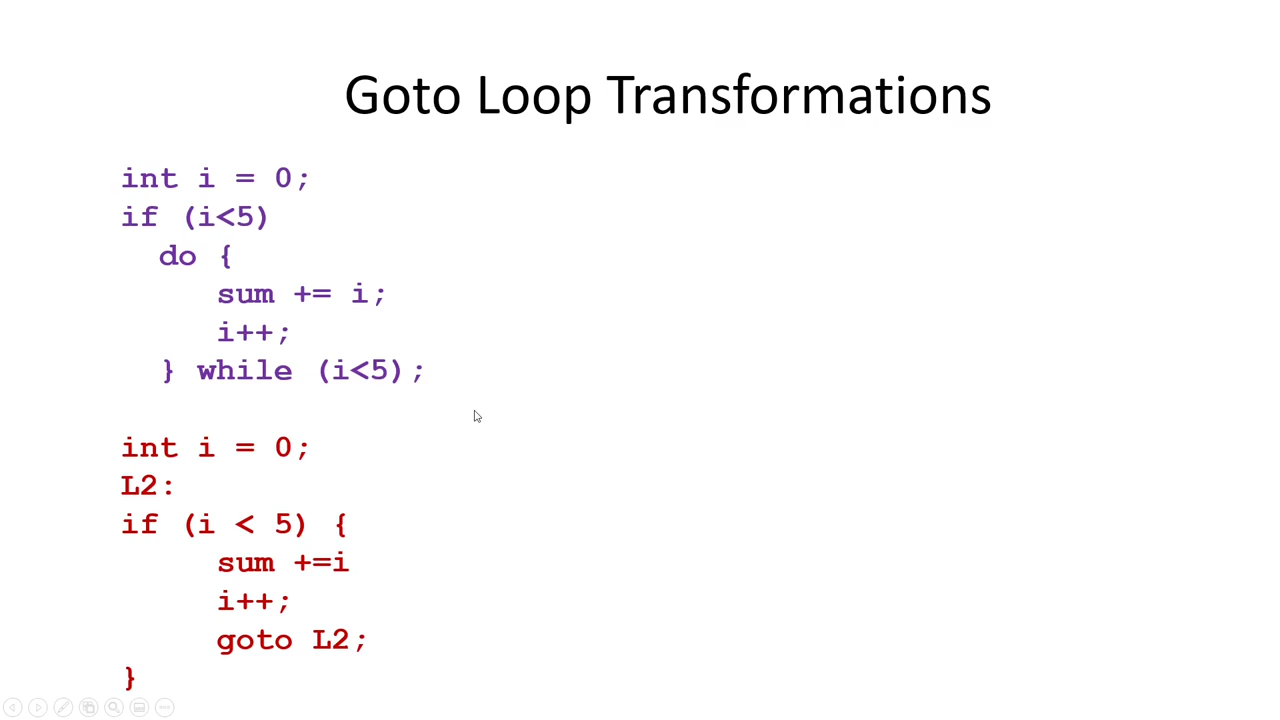 Goto Loop Transformations
int i = 0;
if (i<5)
do {
sum += i;
i++;
} while (i<5);
int i = 0;
L2:
if (i < 5) {
sum +=i
i++;
goto L2;
}